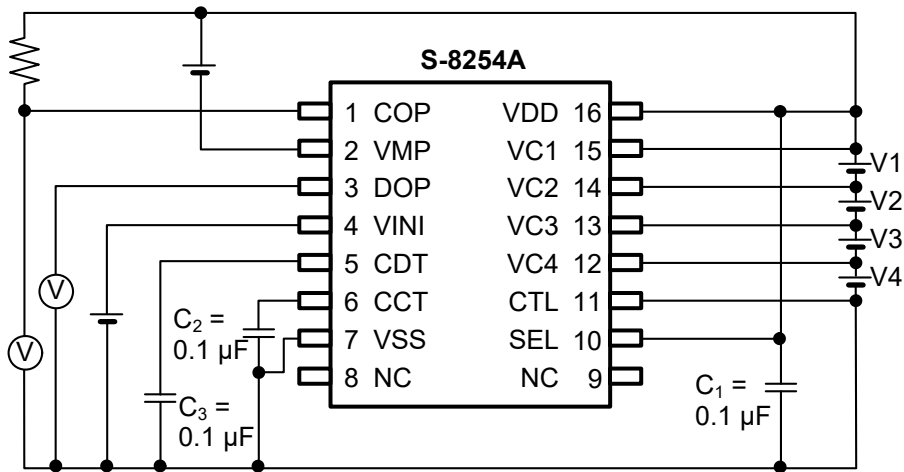 S-8254A
1 COP VDD 16
2 VMP VC1 15
3 DOP VC2 14
4 VINI VC3 13
5 CDT VC4 12
6 CCT CTL 11
7 VSS SEL 10
8 NC NC 9
V1
V2
V3
V4
V
V
C₂ =
0.1 µF
C₃ =
0.1 µF
C₁ =
0.1 µF